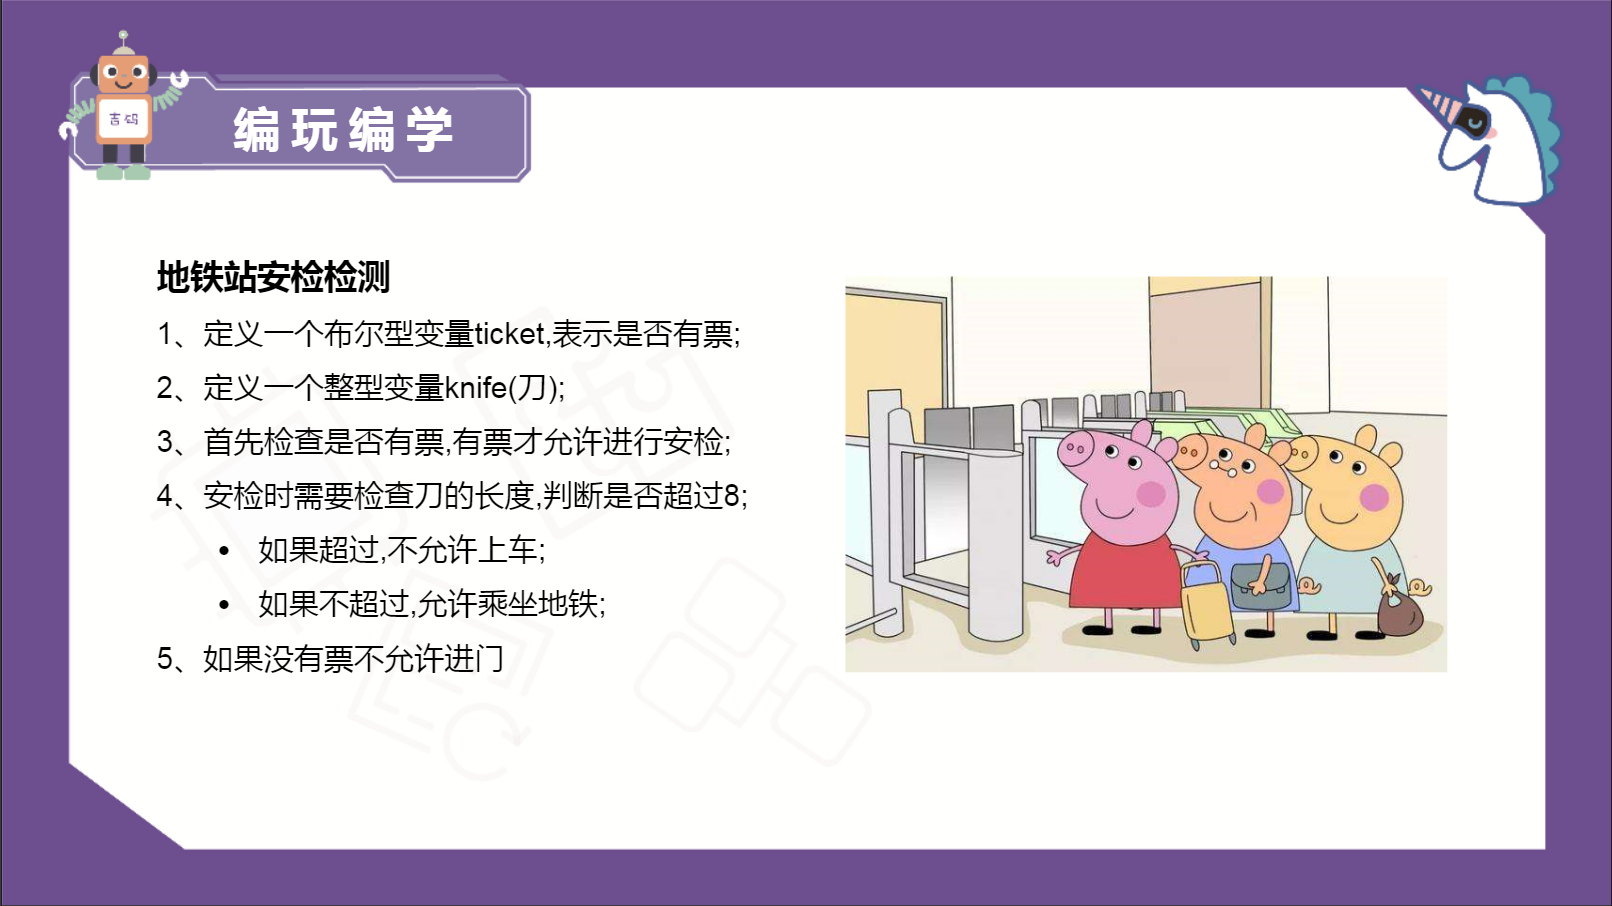 吉码
编玩编学
地铁站安检检测
1、定义一个布尔型变量ticket,表示是否有票;
2、定义一个整型变量knife(刀);
3、首先检查是否有票,有票才允许进行安检;
4、安检时需要检查刀的长度,判断是否超过8;
• 如果超过,不允许上车;
• 如果不超过,允许乘坐地铁;
5、如果没有票不允许进门